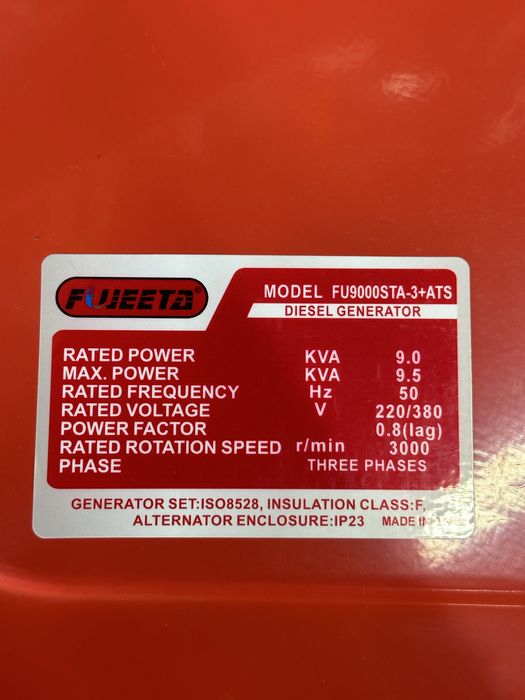 FUJEETA®
MODEL FU9000STA-3+ATS
DIESEL GENERATOR
RATED POWER KVA 9.0
MAX. POWER KVA 9.5
RATED FREQUENCY Hz 50
RATED VOLTAGE V 220/380
POWER FACTOR 0.8(lag)
RATED ROTATION SPEED r/min 3000
PHASE THREE PHASES
GENERATOR SET:ISO8528, INSULATION CLASS:F,
ALTERNATOR ENCLOSURE:IP23 MADE IN